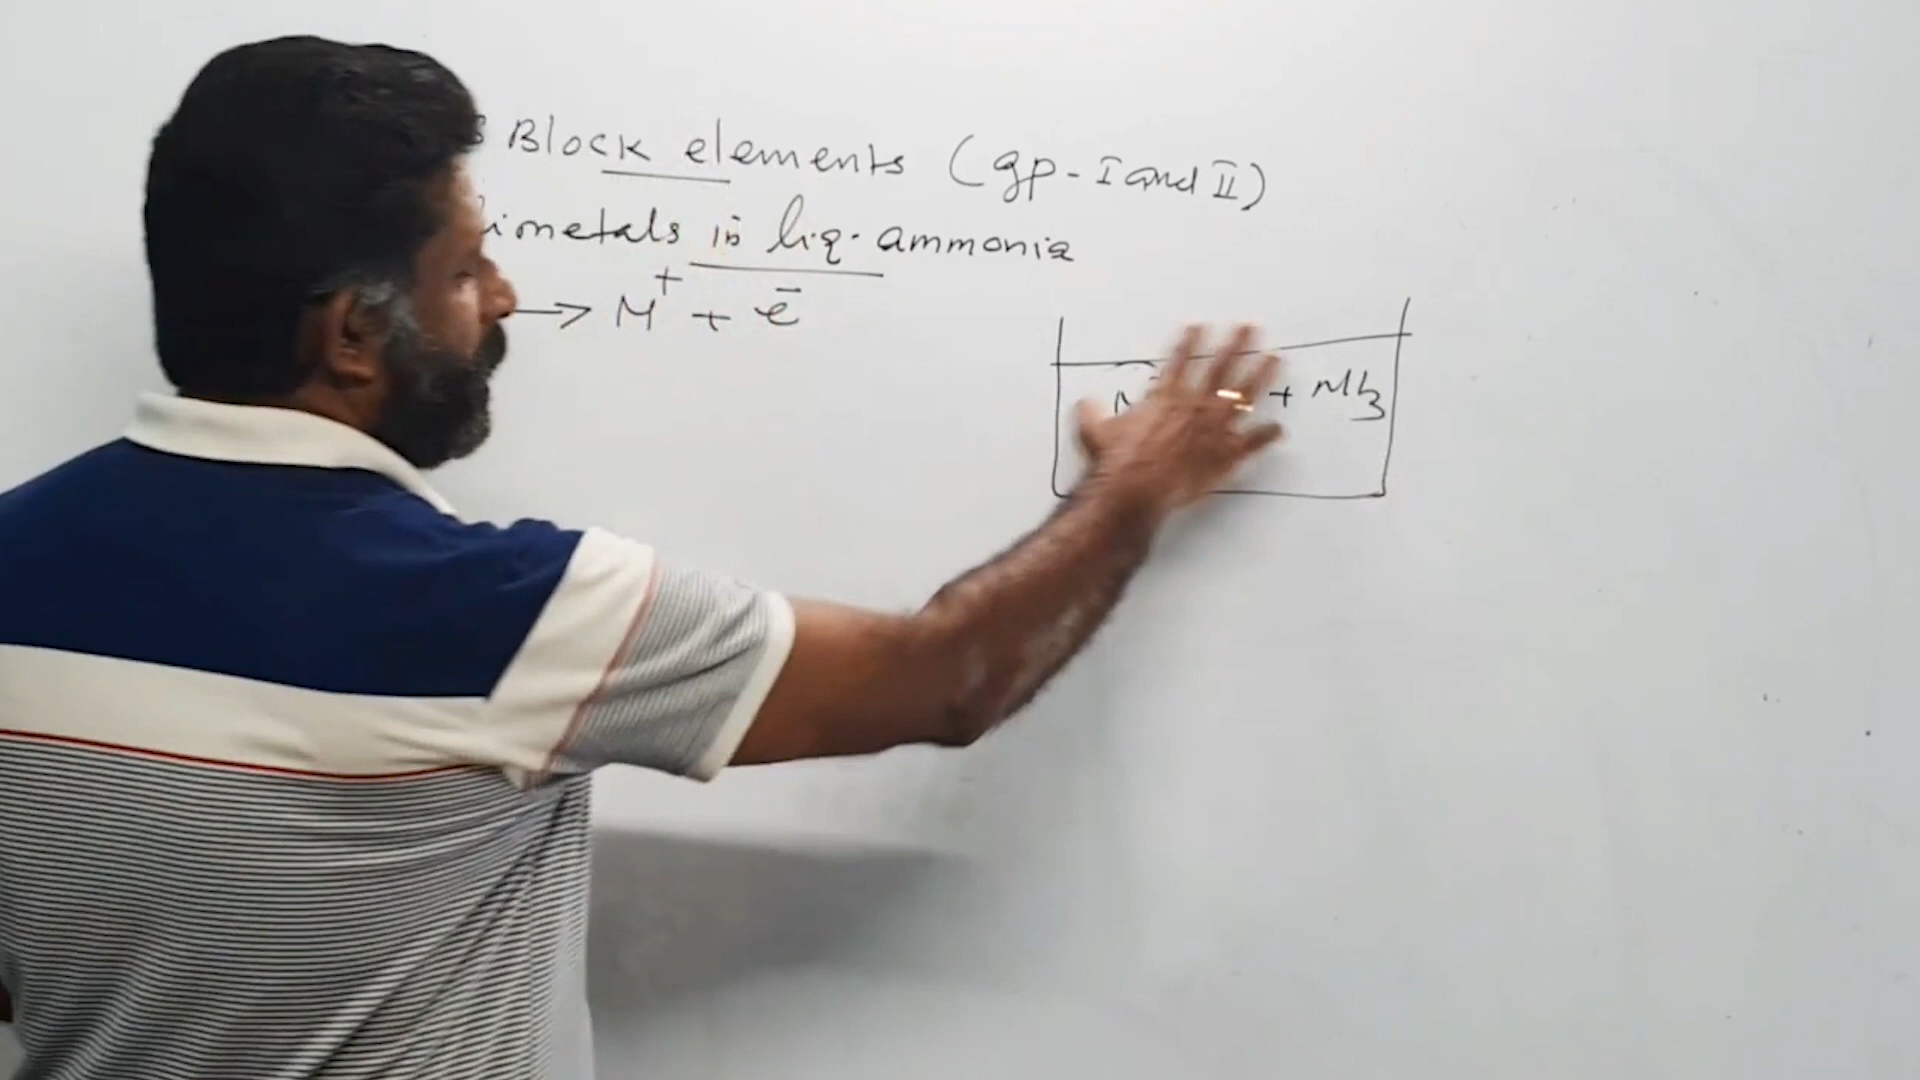 Block elements (gp - I and II)
metals in liq. ammonia
→ M⁺ + e⁻
+ NH3